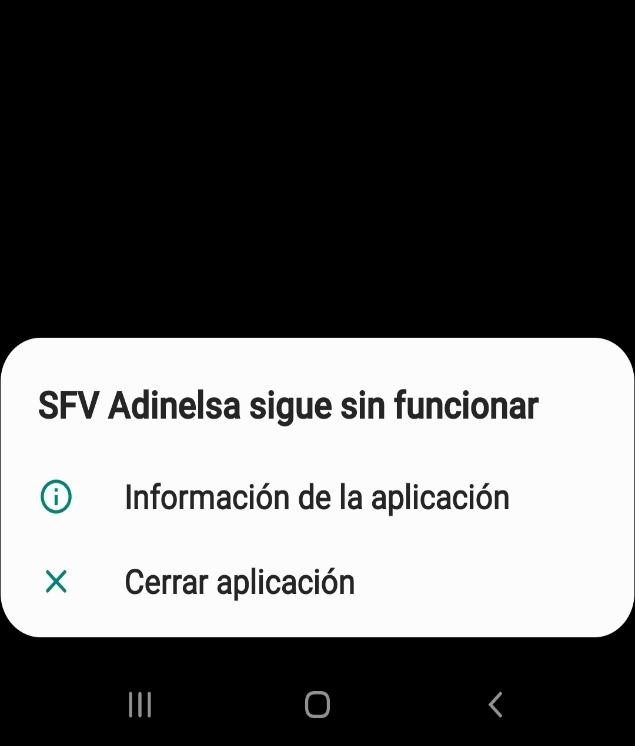 SFV Adinelsa sigue sin funcionar
Información de la aplicación
Cerrar aplicación